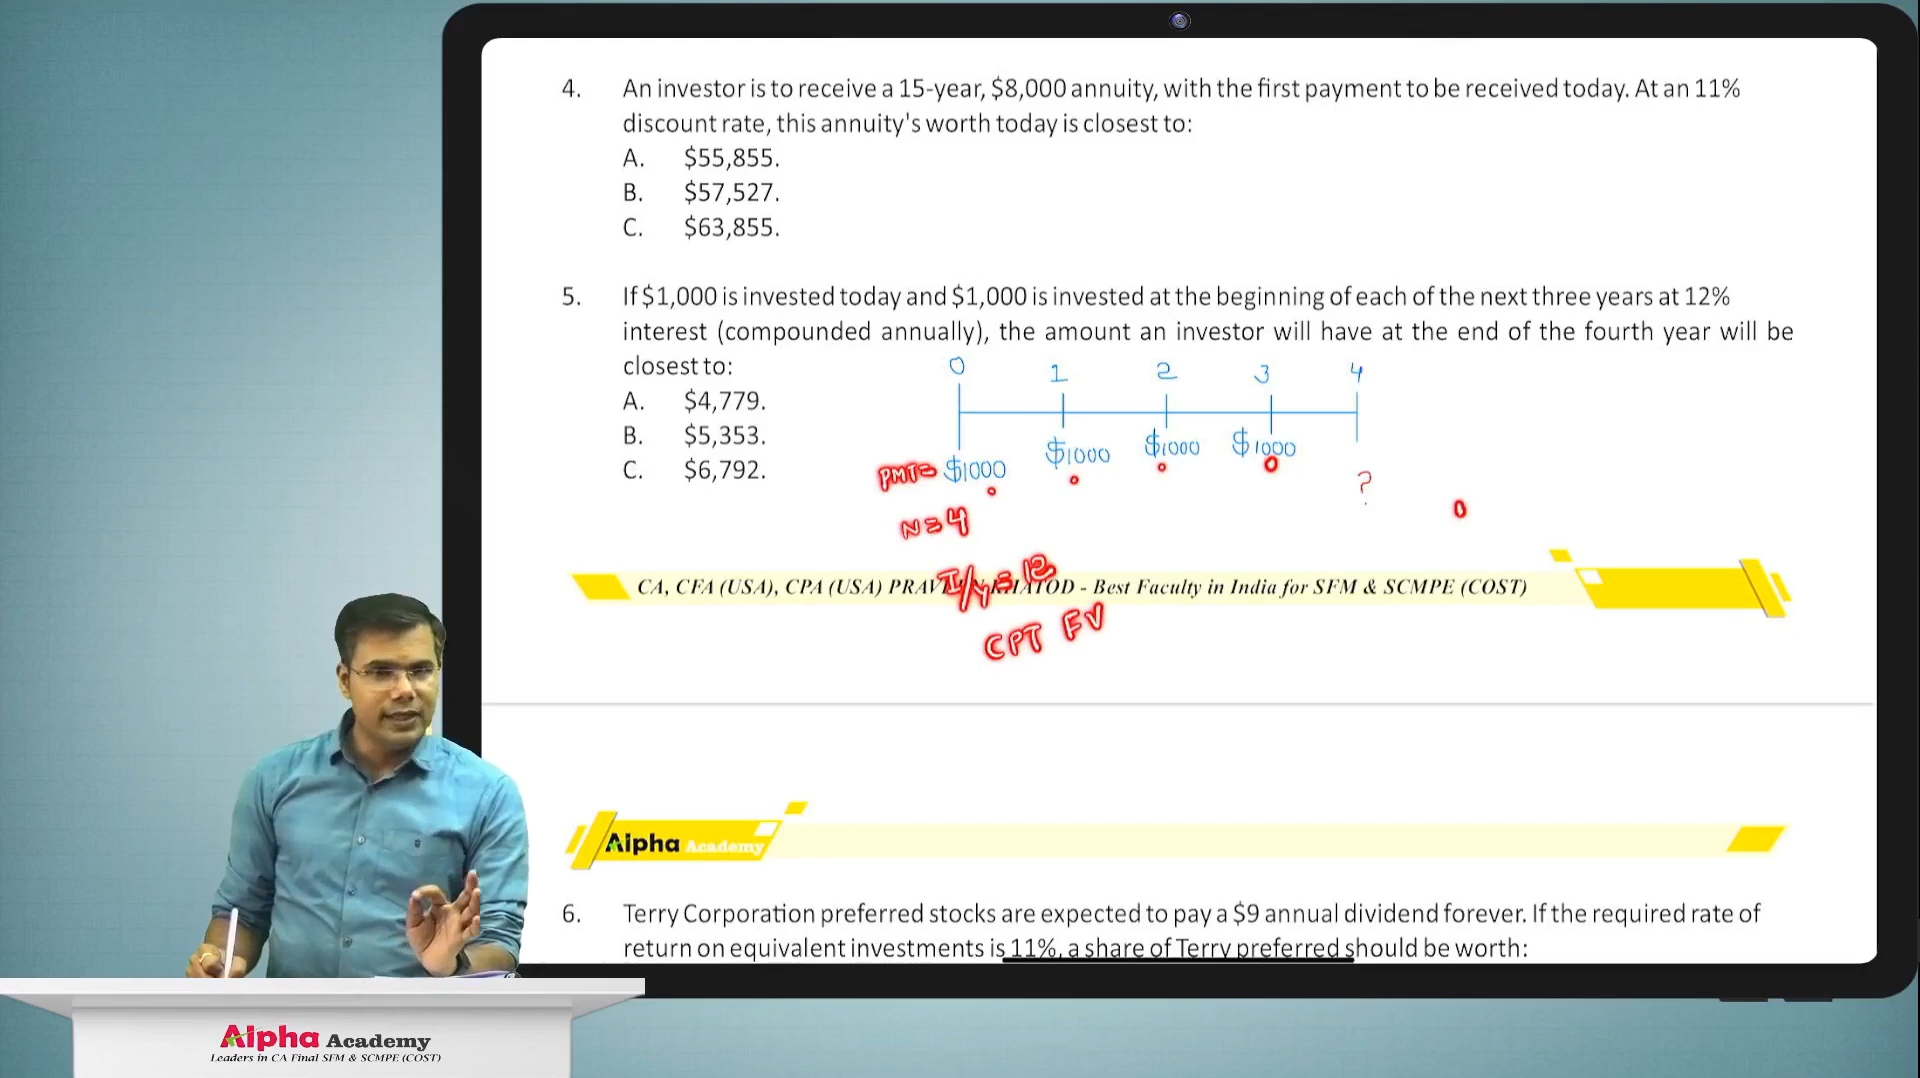 4. An investor is to receive a 15-year, $8,000 annuity, with the first payment to be received today. At an 11%
discount rate, this annuity's worth today is closest to:
A. $55,855.
B. $57,527.
C. $63,855.
5. If $1,000 is invested today and $1,000 is invested at the beginning of each of the next three years at 12%
interest (compounded annually), the amount an investor will have at the end of the fourth year will be
closest to:
0 1 2 3 4
A. $4,779.
B. $5,353.
C. $6,792.
PMT= $1000 $1000 $1000 $1000
?
N=4
I/Y=12
CPT FV
CA, CFA (USA), CPA (USA) PRAV KHATOD - Best Faculty in India for SFM & SCMPE (COST)
Alpha Academy
6. Terry Corporation preferred stocks are expected to pay a $9 annual dividend forever. If the required rate of
return on equivalent investments is 11%, a share of Terry preferred should be worth:
Alpha Academy
Leaders in CA Final SFM & SCMPE (COST)